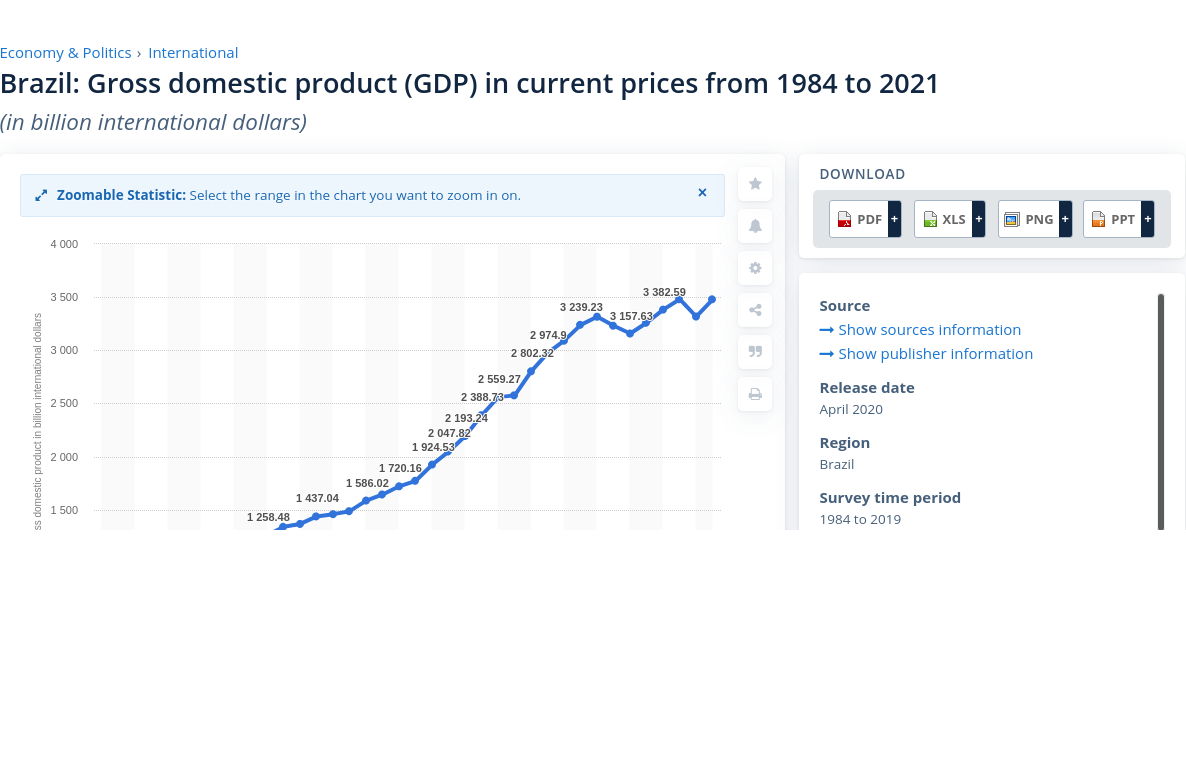 Economy & Politics › International
Brazil: Gross domestic product (GDP) in current prices from 1984 to 2021
(in billion international dollars)
Zoomable Statistic: Select the range in the chart you want to zoom in on.
×
4 000
3 500
3 000
2 500
2 000
1 500
ss domestic product in billion international dollars
1 258.48
1 437.04
1 586.02
1 720.16
1 924.53
2 047.82
2 193.24
2 388.73
2 559.27
2 802.32
2 974.9
3 239.23
3 157.63
3 382.59
DOWNLOAD
PDF +
XLS +
PNG +
PPT +
Source
Show sources information
Show publisher information
Release date
April 2020
Region
Brazil
Survey time period
1984 to 2019